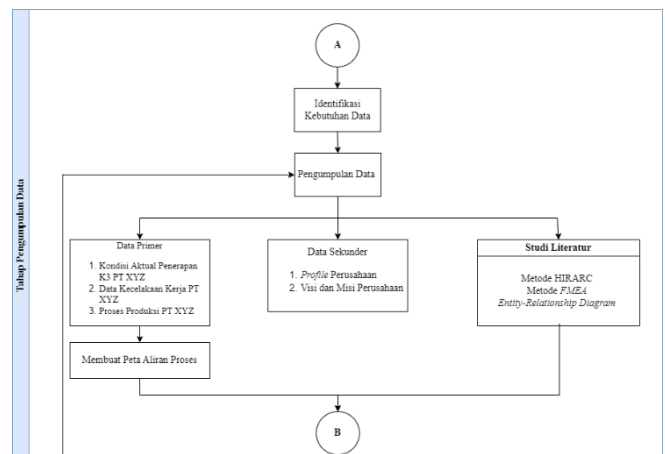 Tahap Pengumpulan Data
A
Identifikasi
Kebutuhan Data
Pengumpulan Data
Data Primer
1. Kondisi Aktual Penerapan
K3 PT XYZ
2. Data Kecelakaan Kerja PT
XYZ
3. Proses Produksi PT XYZ
Data Sekunder
1. Profile Perusahaan
2. Visi dan Misi Perusahaan
Studi Literatur
Metode HIRARC
Metode FMEA
Entity-Relationship Diagram
Membuat Peta Aliran Proses
B